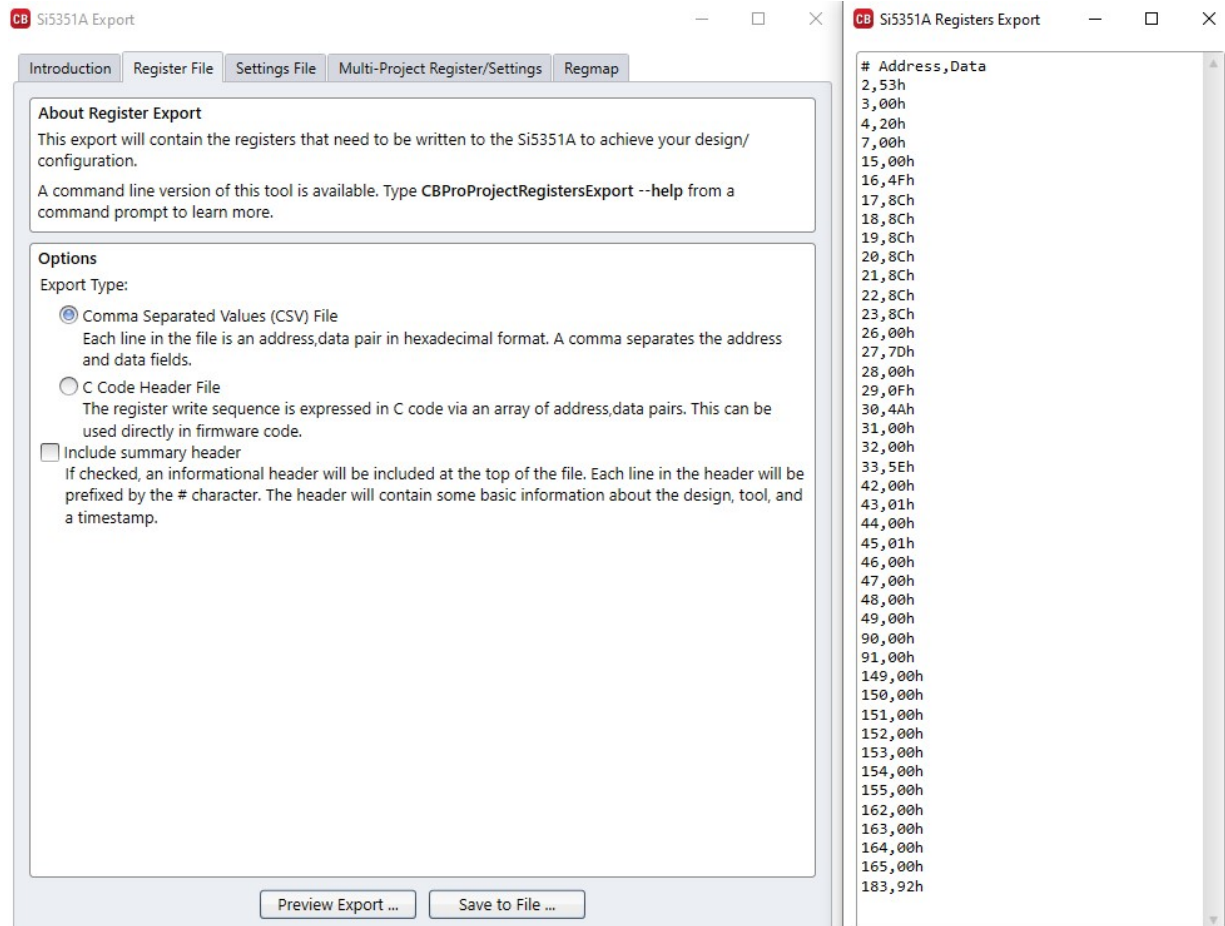 CB Si5351A Export
Introduction
Register File
Settings File
Multi-Project Register/Settings
Regmap
About Register Export
This export will contain the registers that need to be written to the Si5351A to achieve your design/
configuration.
A command line version of this tool is available. Type CBProProjectRegistersExport --help from a
command prompt to learn more.
Options
Export Type:
Comma Separated Values (CSV) File
Each line in the file is an address,data pair in hexadecimal format. A comma separates the address
and data fields.
C Code Header File
The register write sequence is expressed in C code via an array of address,data pairs. This can be
used directly in firmware code.
Include summary header
If checked, an informational header will be included at the top of the file. Each line in the header will be
prefixed by the # character. The header will contain some basic information about the design, tool, and
a timestamp.
Preview Export ...
Save to File ...
CB Si5351A Registers Export
# Address,Data
2,53h
3,00h
4,20h
7,00h
15,00h
16,4Fh
17,8Ch
18,8Ch
19,8Ch
20,8Ch
21,8Ch
22,8Ch
23,8Ch
26,00h
27,7Dh
28,00h
29,0Fh
30,4Ah
31,00h
32,00h
33,5Eh
42,00h
43,01h
44,00h
45,01h
46,00h
47,00h
48,00h
49,00h
90,00h
91,00h
149,00h
150,00h
151,00h
152,00h
153,00h
154,00h
155,00h
162,00h
163,00h
164,00h
165,00h
183,92h